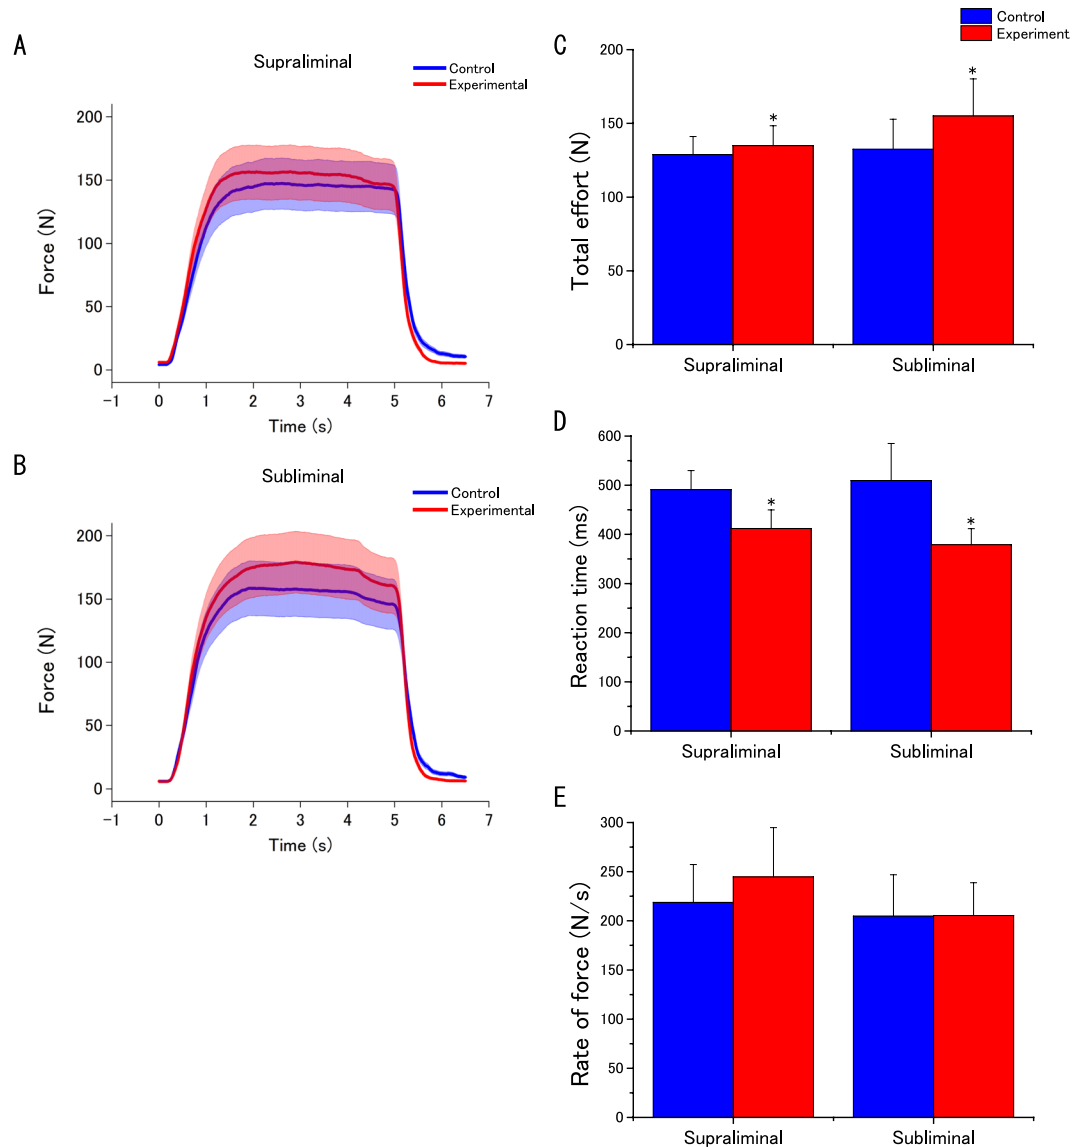 A
Supraliminal
Control
Experimental
200
150
100
50
0
Force (N)
-1 0 1 2 3 4 5 6 7
Time (s)
B
Subliminal
Control
Experimental
200
150
100
50
0
Force (N)
-1 0 1 2 3 4 5 6 7
Time (s)
Control
Experiment
C
200
150
100
50
0
Total effort (N)
* *
Supraliminal Subliminal
D
600
500
400
300
200
100
0
Reaction time (ms)
* *
Supraliminal Subliminal
E
300
250
200
150
100
50
0
Rate of force (N/s)
Supraliminal Subliminal